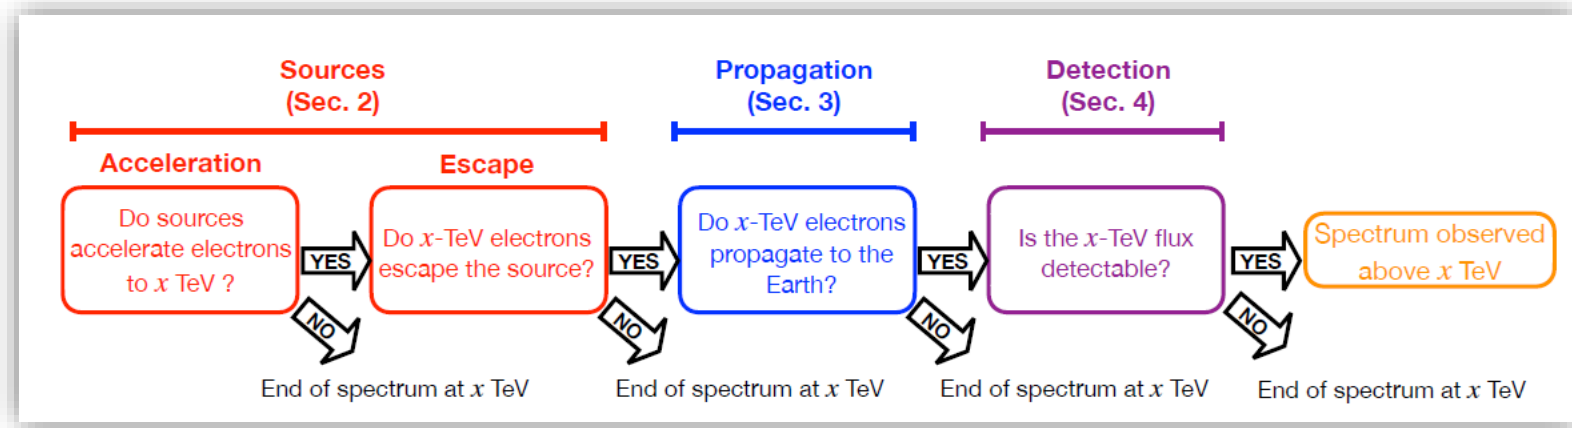 Sources
(Sec. 2)
Propagation
(Sec. 3)
Detection
(Sec. 4)
Acceleration
Escape
Do sources
accelerate electrons
to x TeV ?
YES
NO
End of spectrum at x TeV
Do x-TeV electrons
escape the source?
YES
NO
End of spectrum at x TeV
Do x-TeV electrons
propagate to the
Earth?
YES
NO
End of spectrum at x TeV
Is the x-TeV flux
detectable?
YES
NO
End of spectrum at x TeV
Spectrum observed
above x TeV